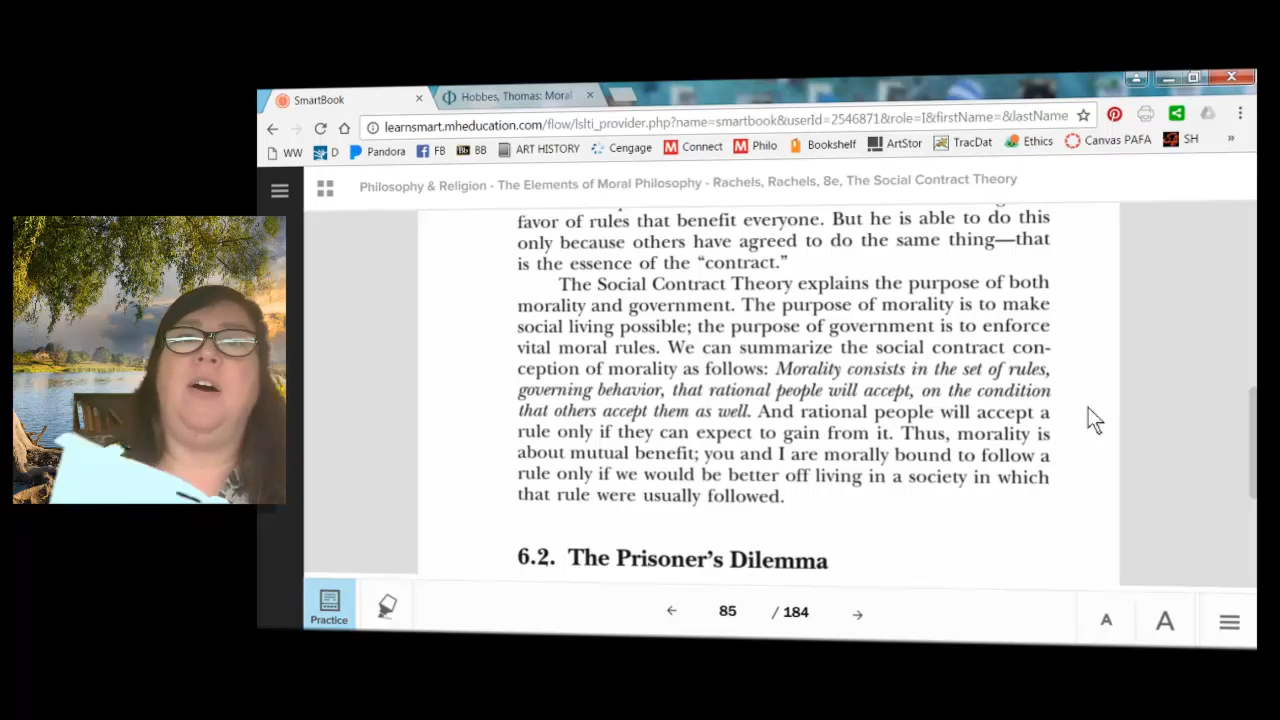 SmartBook
Hobbes, Thomas: Moral
learnsmart.mheducation.com/flow/lslti_provider.php?name=smartbook&userId=2546871&role=I&firstName=&lastName
WW D Pandora FB BB ART HISTORY Cengage Connect Philo Bookshelf ArtStor TracDat Ethics Canvas PAFA SH »
Philosophy & Religion - The Elements of Moral Philosophy - Rachels, Rachels, 8e, The Social Contract Theory
favor of rules that benefit everyone. But he is able to do this
only because others have agreed to do the same thing—that
is the essence of the “contract.”
The Social Contract Theory explains the purpose of both
morality and government. The purpose of morality is to make
social living possible; the purpose of government is to enforce
vital moral rules. We can summarize the social contract con-
ception of morality as follows: Morality consists in the set of rules,
governing behavior, that rational people will accept, on the condition
that others accept them as well. And rational people will accept a
rule only if they can expect to gain from it. Thus, morality is
about mutual benefit; you and I are morally bound to follow a
rule only if we would be better off living in a society in which
that rule were usually followed.
6.2. The Prisoner’s Dilemma
Practice
85 / 184
A A